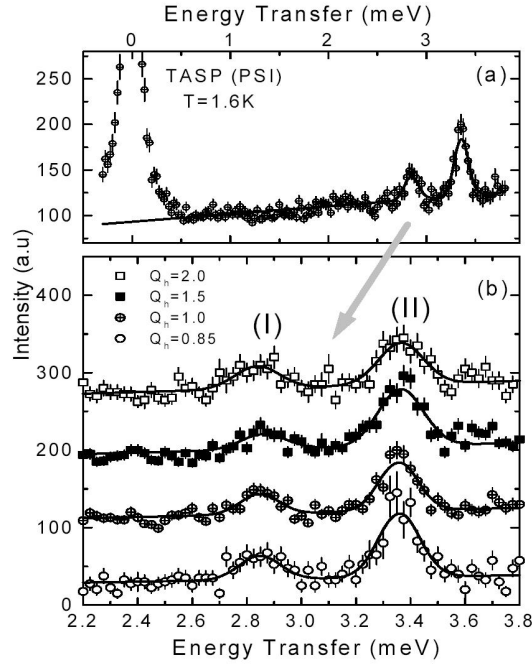 Energy Transfer (meV)
0 1 2 3
TASP (PSI)
T=1.6K
(a)
250
200
150
100
Intensity (a.u)
(b)
Q_h=2.0
Q_h=1.5
Q_h=1.0
Q_h=0.85
(I)
(II)
400
300
200
100
0
2.2 2.4 2.6 2.8 3.0 3.2 3.4 3.6 3.8
Energy Transfer (meV)